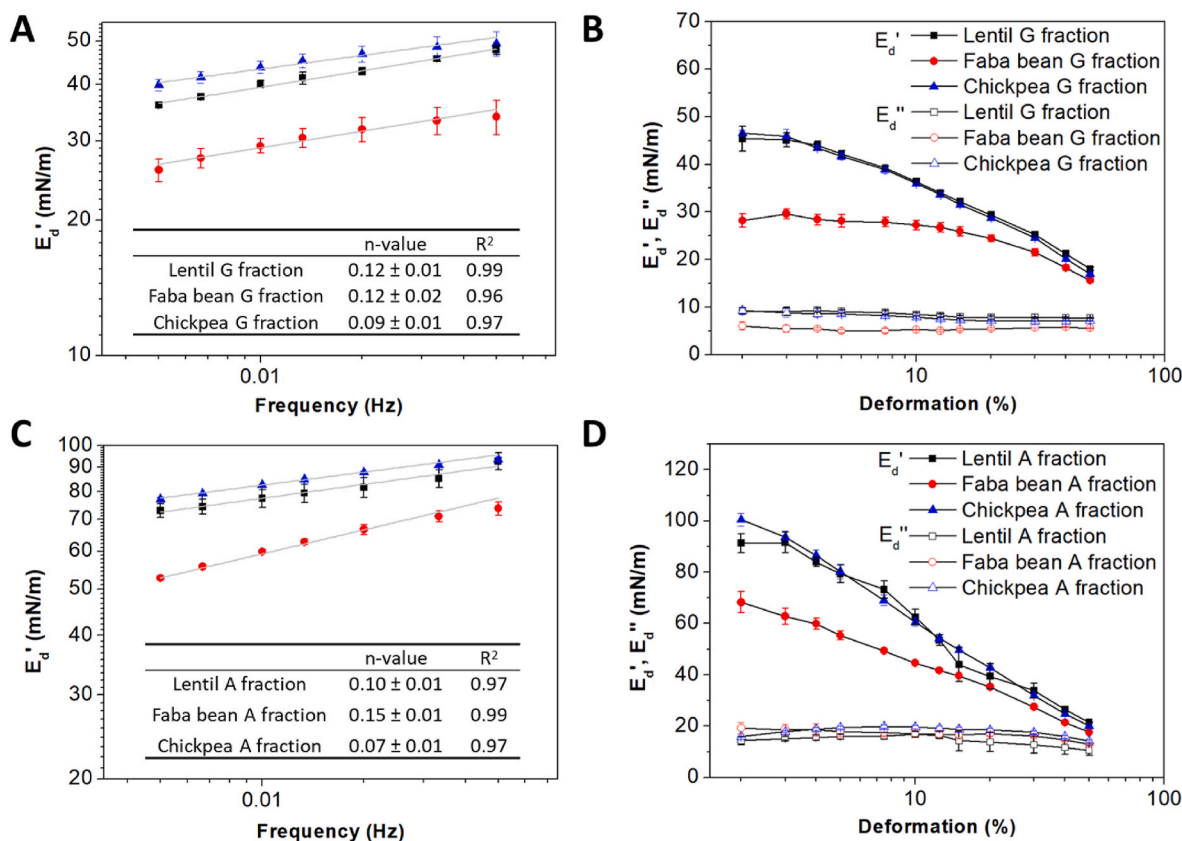 A
50
40
30
20
10
E_d' (mN/m)
n-value R²
Lentil G fraction 0.12 ± 0.01 0.99
Faba bean G fraction 0.12 ± 0.02 0.96
Chickpea G fraction 0.09 ± 0.01 0.97
0.01
Frequency (Hz)
B
70
60
50
40
30
20
10
0
E_d', E_d'' (mN/m)
E_d'
Lentil G fraction
Faba bean G fraction
Chickpea G fraction
E_d''
Lentil G fraction
Faba bean G fraction
Chickpea G fraction
10 100
Deformation (%)
C
100
90
80
70
60
50
40
30
20
E_d' (mN/m)
n-value R²
Lentil A fraction 0.10 ± 0.01 0.97
Faba bean A fraction 0.15 ± 0.01 0.99
Chickpea A fraction 0.07 ± 0.01 0.97
0.01
Frequency (Hz)
D
120
100
80
60
40
20
0
E_d', E_d'' (mN/m)
E_d'
Lentil A fraction
Faba bean A fraction
Chickpea A fraction
E_d''
Lentil A fraction
Faba bean A fraction
Chickpea A fraction
10 100
Deformation (%)